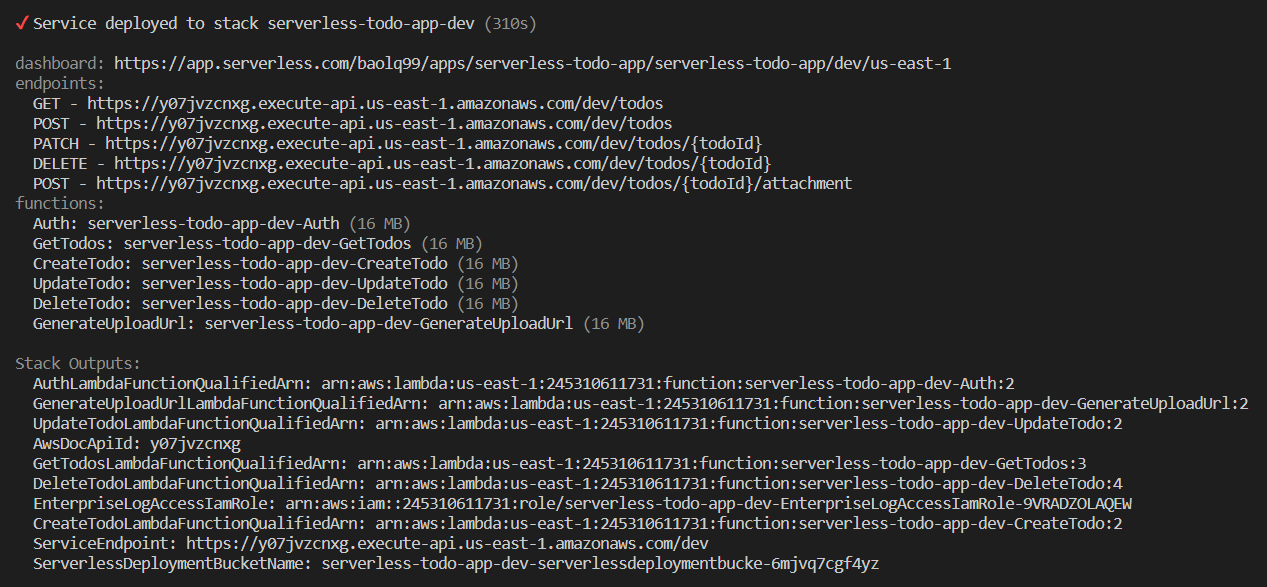 ✓Service deployed to stack serverless-todo-app-dev (310s)
dashboard: https://app.serverless.com/baolq99/apps/serverless-todo-app/serverless-todo-app/dev/us-east-1
endpoints:
GET - https://y07jvzcnxg.execute-api.us-east-1.amazonaws.com/dev/todos
POST - https://y07jvzcnxg.execute-api.us-east-1.amazonaws.com/dev/todos
PATCH - https://y07jvzcnxg.execute-api.us-east-1.amazonaws.com/dev/todos/{todoId}
DELETE - https://y07jvzcnxg.execute-api.us-east-1.amazonaws.com/dev/todos/{todoId}
POST - https://y07jvzcnxg.execute-api.us-east-1.amazonaws.com/dev/todos/{todoId}/attachment
functions:
Auth: serverless-todo-app-dev-Auth (16 MB)
GetTodos: serverless-todo-app-dev-GetTodos (16 MB)
CreateTodo: serverless-todo-app-dev-CreateTodo (16 MB)
UpdateTodo: serverless-todo-app-dev-UpdateTodo (16 MB)
DeleteTodo: serverless-todo-app-dev-DeleteTodo (16 MB)
GenerateUploadUrl: serverless-todo-app-dev-GenerateUploadUrl (16 MB)
Stack Outputs:
AuthLambdaFunctionQualifiedArn: arn:aws:lambda:us-east-1:245310611731:function:serverless-todo-app-dev-Auth:2
GenerateUploadUrlLambdaFunctionQualifiedArn: arn:aws:lambda:us-east-1:245310611731:function:serverless-todo-app-dev-GenerateUploadUrl:2
UpdateTodoLambdaFunctionQualifiedArn: arn:aws:lambda:us-east-1:245310611731:function:serverless-todo-app-dev-UpdateTodo:2
AwsDocApiId: y07jvzcnxg
GetTodosLambdaFunctionQualifiedArn: arn:aws:lambda:us-east-1:245310611731:function:serverless-todo-app-dev-GetTodos:3
DeleteTodoLambdaFunctionQualifiedArn: arn:aws:lambda:us-east-1:245310611731:function:serverless-todo-app-dev-DeleteTodo:4
EnterpriseLogAccessIamRole: arn:aws:iam::245310611731:role/serverless-todo-app-dev-EnterpriseLogAccessIamRole-9VRADZOLAQEW
CreateTodoLambdaFunctionQualifiedArn: arn:aws:lambda:us-east-1:245310611731:function:serverless-todo-app-dev-CreateTodo:2
ServiceEndpoint: https://y07jvzcnxg.execute-api.us-east-1.amazonaws.com/dev
ServerlessDeploymentBucketName: serverless-todo-app-dev-serverlessdeploymentbucke-6mjvq7cgf4yz